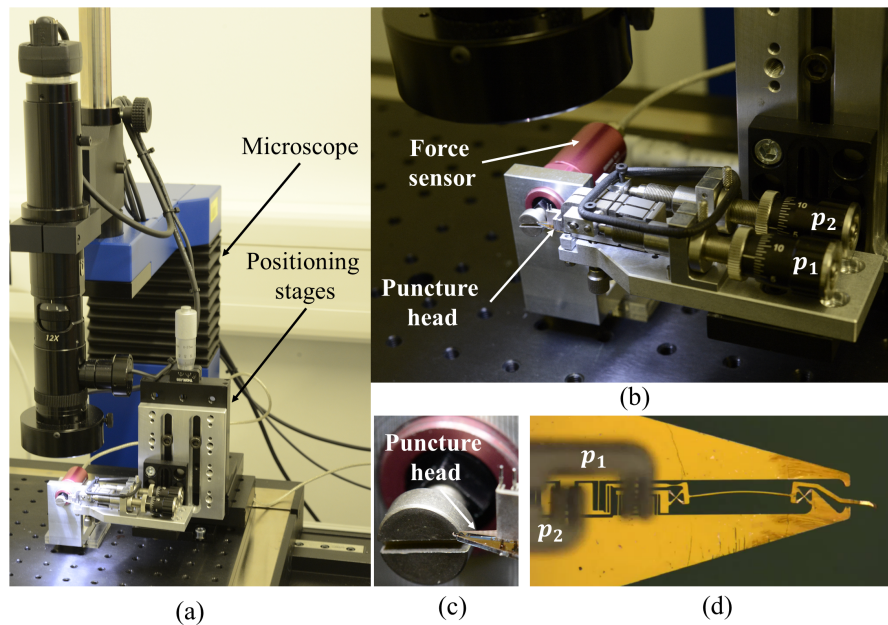 Microscope
Positioning
stages
12X
(a)
Force
sensor
Puncture
head
10
p₂
10
p₁
(b)
Puncture
head
(c)
p₁
p₂
(d)